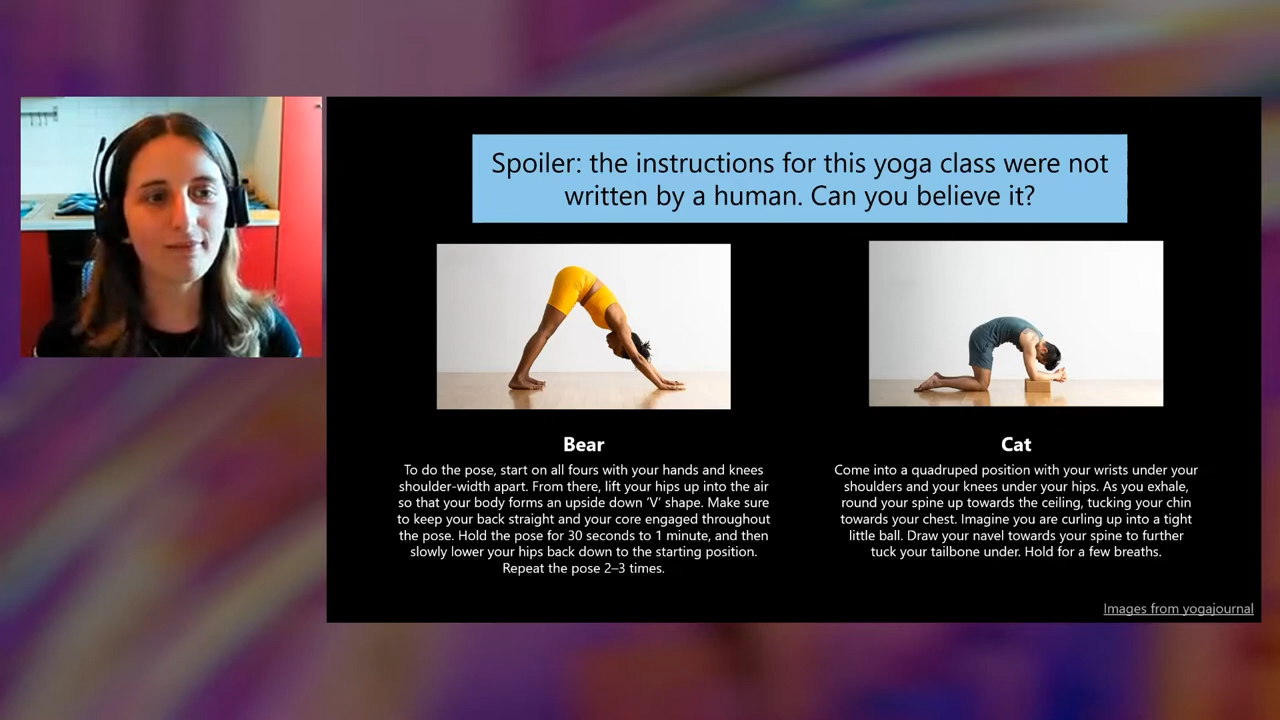 Spoiler: the instructions for this yoga class were not
written by a human. Can you believe it?
Bear
To do the pose, start on all fours with your hands and knees
shoulder-width apart. From there, lift your hips up into the air
so that your body forms an upside down ‘V’ shape. Make sure
to keep your back straight and your core engaged throughout
the pose. Hold the pose for 30 seconds to 1 minute, and then
slowly lower your hips back down to the starting position.
Repeat the pose 2–3 times.
Cat
Come into a quadruped position with your wrists under your
shoulders and your knees under your hips. As you exhale,
round your spine up towards the ceiling, tucking your chin
towards your chest. Imagine you are curling up into a tight
little ball. Draw your navel towards your spine to further
tuck your tailbone under. Hold for a few breaths.
Images from yogajournal